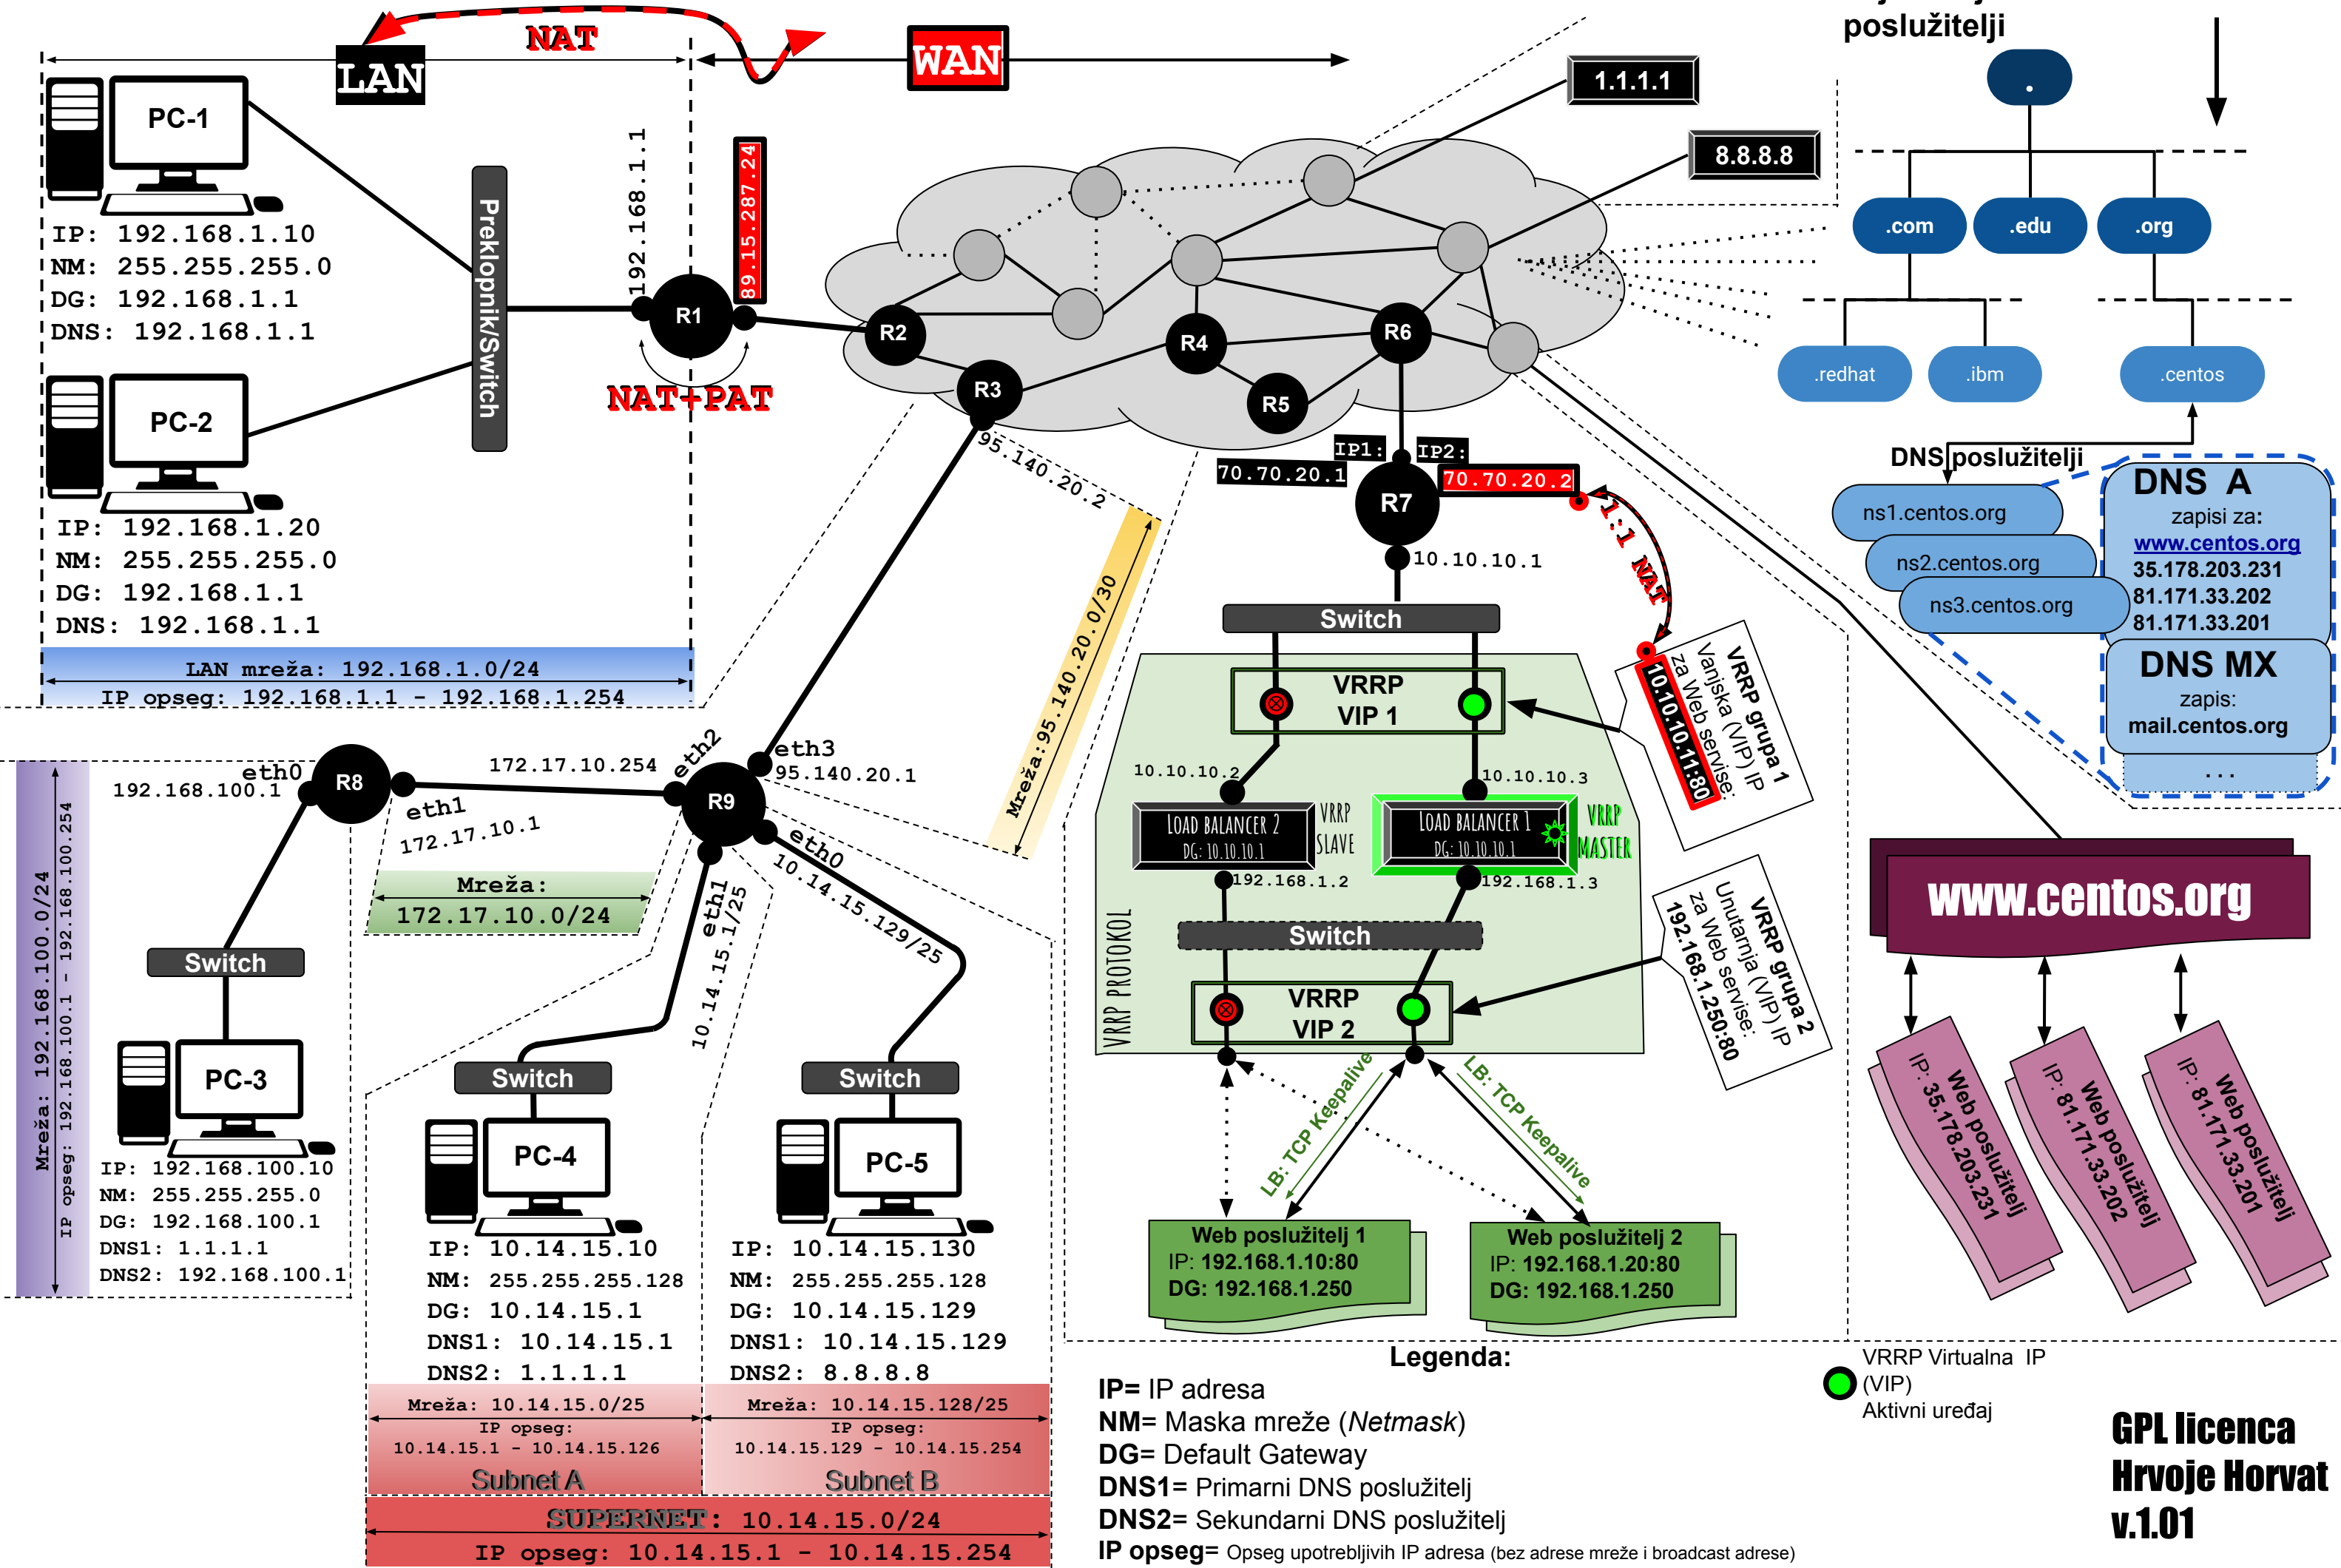 NAT
LAN
WAN
PC-1
IP: 192.168.1.10
NM: 255.255.255.0
DG: 192.168.1.1
DNS: 192.168.1.1
PC-2
IP: 192.168.1.20
NM: 255.255.255.0
DG: 192.168.1.1
DNS: 192.168.1.1
Preklopnik/Switch
192.168.1.1
89.15.287.24
R1
NAT+PAT
LAN mreža: 192.168.1.0/24
IP opseg: 192.168.1.1 - 192.168.1.254
R2
R3
R4
R5
R6
1.1.1.1
8.8.8.8
95.140.20.2
Mreža: 95.140.20.0/30
poslužitelji
.
.com
.edu
.org
.redhat
.ibm
.centos
DNS poslužitelji
ns1.centos.org
ns2.centos.org
ns3.centos.org
DNS A
zapisi za:
www.centos.org
35.178.203.231
81.171.33.202
81.171.33.201
DNS MX
zapis:
mail.centos.org
...
IP1:
70.70.20.1
IP2:
70.70.20.2
R7
10.10.10.1
1:1 NAT
Switch
VRRP
VIP 1
10.10.10.11:80
VRRP grupa 1
Vanjska (VIP) IP
za Web servise:
10.10.10.2
10.10.10.3
LOAD BALANCER 2
DG: 10.10.10.1
VRRP
SLAVE
LOAD BALANCER 1
DG: 10.10.10.1
VRRP
MASTER
192.168.1.2
192.168.1.3
Switch
VRRP PROTOKOL
VRRP
VIP 2
VRRP grupa 2
Unutarnja (VIP) IP
za Web servise:
192.168.1.250:80
LB: TCP Keepalive
LB: TCP Keepalive
Web poslužitelj 1
IP: 192.168.1.10:80
DG: 192.168.1.250
Web poslužitelj 2
IP: 192.168.1.20:80
DG: 192.168.1.250
www.centos.org
Web poslužitelj
IP: 35.178.203.231
Web poslužitelj
IP: 81.171.33.202
Web poslužitelj
IP: 81.171.33.201
Mreža: 192.168.100.0/24
IP opseg: 192.168.100.1 - 192.168.100.254
eth0
192.168.100.1
R8
eth1
172.17.10.1
172.17.10.254
eth2
R9
eth3
95.140.20.1
eth0
10.14.15.129/25
eth1
10.14.15.1/25
Mreža:
172.17.10.0/24
Switch
PC-3
IP: 192.168.100.10
NM: 255.255.255.0
DG: 192.168.100.1
DNS1: 1.1.1.1
DNS2: 192.168.100.1
Switch
PC-4
IP: 10.14.15.10
NM: 255.255.255.128
DG: 10.14.15.1
DNS1: 10.14.15.1
DNS2: 1.1.1.1
Switch
PC-5
IP: 10.14.15.130
NM: 255.255.255.128
DG: 10.14.15.129
DNS1: 10.14.15.129
DNS2: 8.8.8.8
Mreža: 10.14.15.0/25
IP opseg:
10.14.15.1 - 10.14.15.126
Subnet A
Mreža: 10.14.15.128/25
IP opseg:
10.14.15.129 - 10.14.15.254
Subnet B
SUPERNET: 10.14.15.0/24
IP opseg: 10.14.15.1 - 10.14.15.254
Legenda:
IP= IP adresa
NM= Maska mreže (Netmask)
DG= Default Gateway
DNS1= Primarni DNS poslužitelj
DNS2= Sekundarni DNS poslužitelj
IP opseg= Opseg upotrebljivih IP adresa (bez adrese mreže i broadcast adrese)
VRRP Virtualna IP
(VIP)
Aktivni uređaj
GPL licenca
Hrvoje Horvat
v.1.01